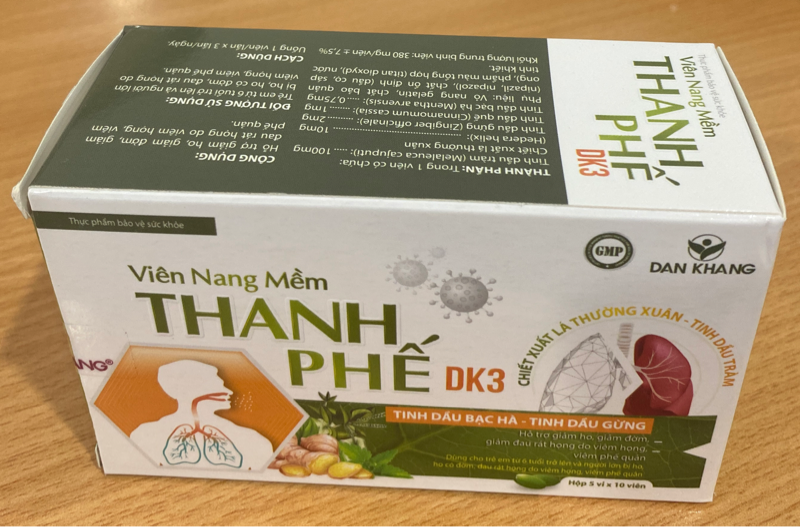 THÀNH PHẦN: Trong 1 viên có chứa:
Tinh dầu tràm (Melaleuca cajuputi): ..... 100mg
Chiết xuất lá thường xuân
(Hedera helix): ........ 10mg
Tinh dầu gừng (Zingiber officinale): ........ 2mg
Tinh dầu quế (Cinnamomum cassia): ........ 1mg
Tinh dầu bạc hà (Mentha arvensis): ..... 0,75mg
Phụ liệu: Vỏ nang gelatin, chất bảo quản
(nipazil, nipazol), chất ổn định (dầu cọ, sáp
ong), phẩm màu tổng hợp (titan dioxyd), nước
tinh khiết.
Khối lượng trung bình viên: 380 mg/viên ± 7,5%
CÔNG DỤNG:
Hỗ trợ giảm ho, giảm đờm, giảm
đau rát họng do viêm họng, viêm
phế quản.
ĐỐI TƯỢNG SỬ DỤNG:
Trẻ em từ 6 tuổi trở lên và người lớn
bị ho, ho có đờm, đau rát họng do
viêm họng, viêm phế quản.
CÁCH DÙNG:
Uống 1 viên/lần x 3 lần/ngày.
Thực phẩm bảo vệ sức khỏe
Viên Nang Mềm
THANH
PHẾ
DK3
Thực phẩm bảo vệ sức khỏe
GMP
DAN KHANG
Viên Nang Mềm
THANH
PHẾ DK3
ANG®
CHIẾT XUẤT LÁ THƯỜNG XUÂN - TINH DẦU TRÀM
TINH DẦU BẠC HÀ - TINH DẦU GỪNG
Hỗ trợ giảm ho, giảm đờm,
giảm đau rát họng do viêm họng,
viêm phế quản
Dùng cho trẻ em từ 6 tuổi trở lên và người lớn bị ho,
ho có đờm, đau rát họng do viêm họng, viêm phế quản
Hộp 5 vỉ x 10 viên